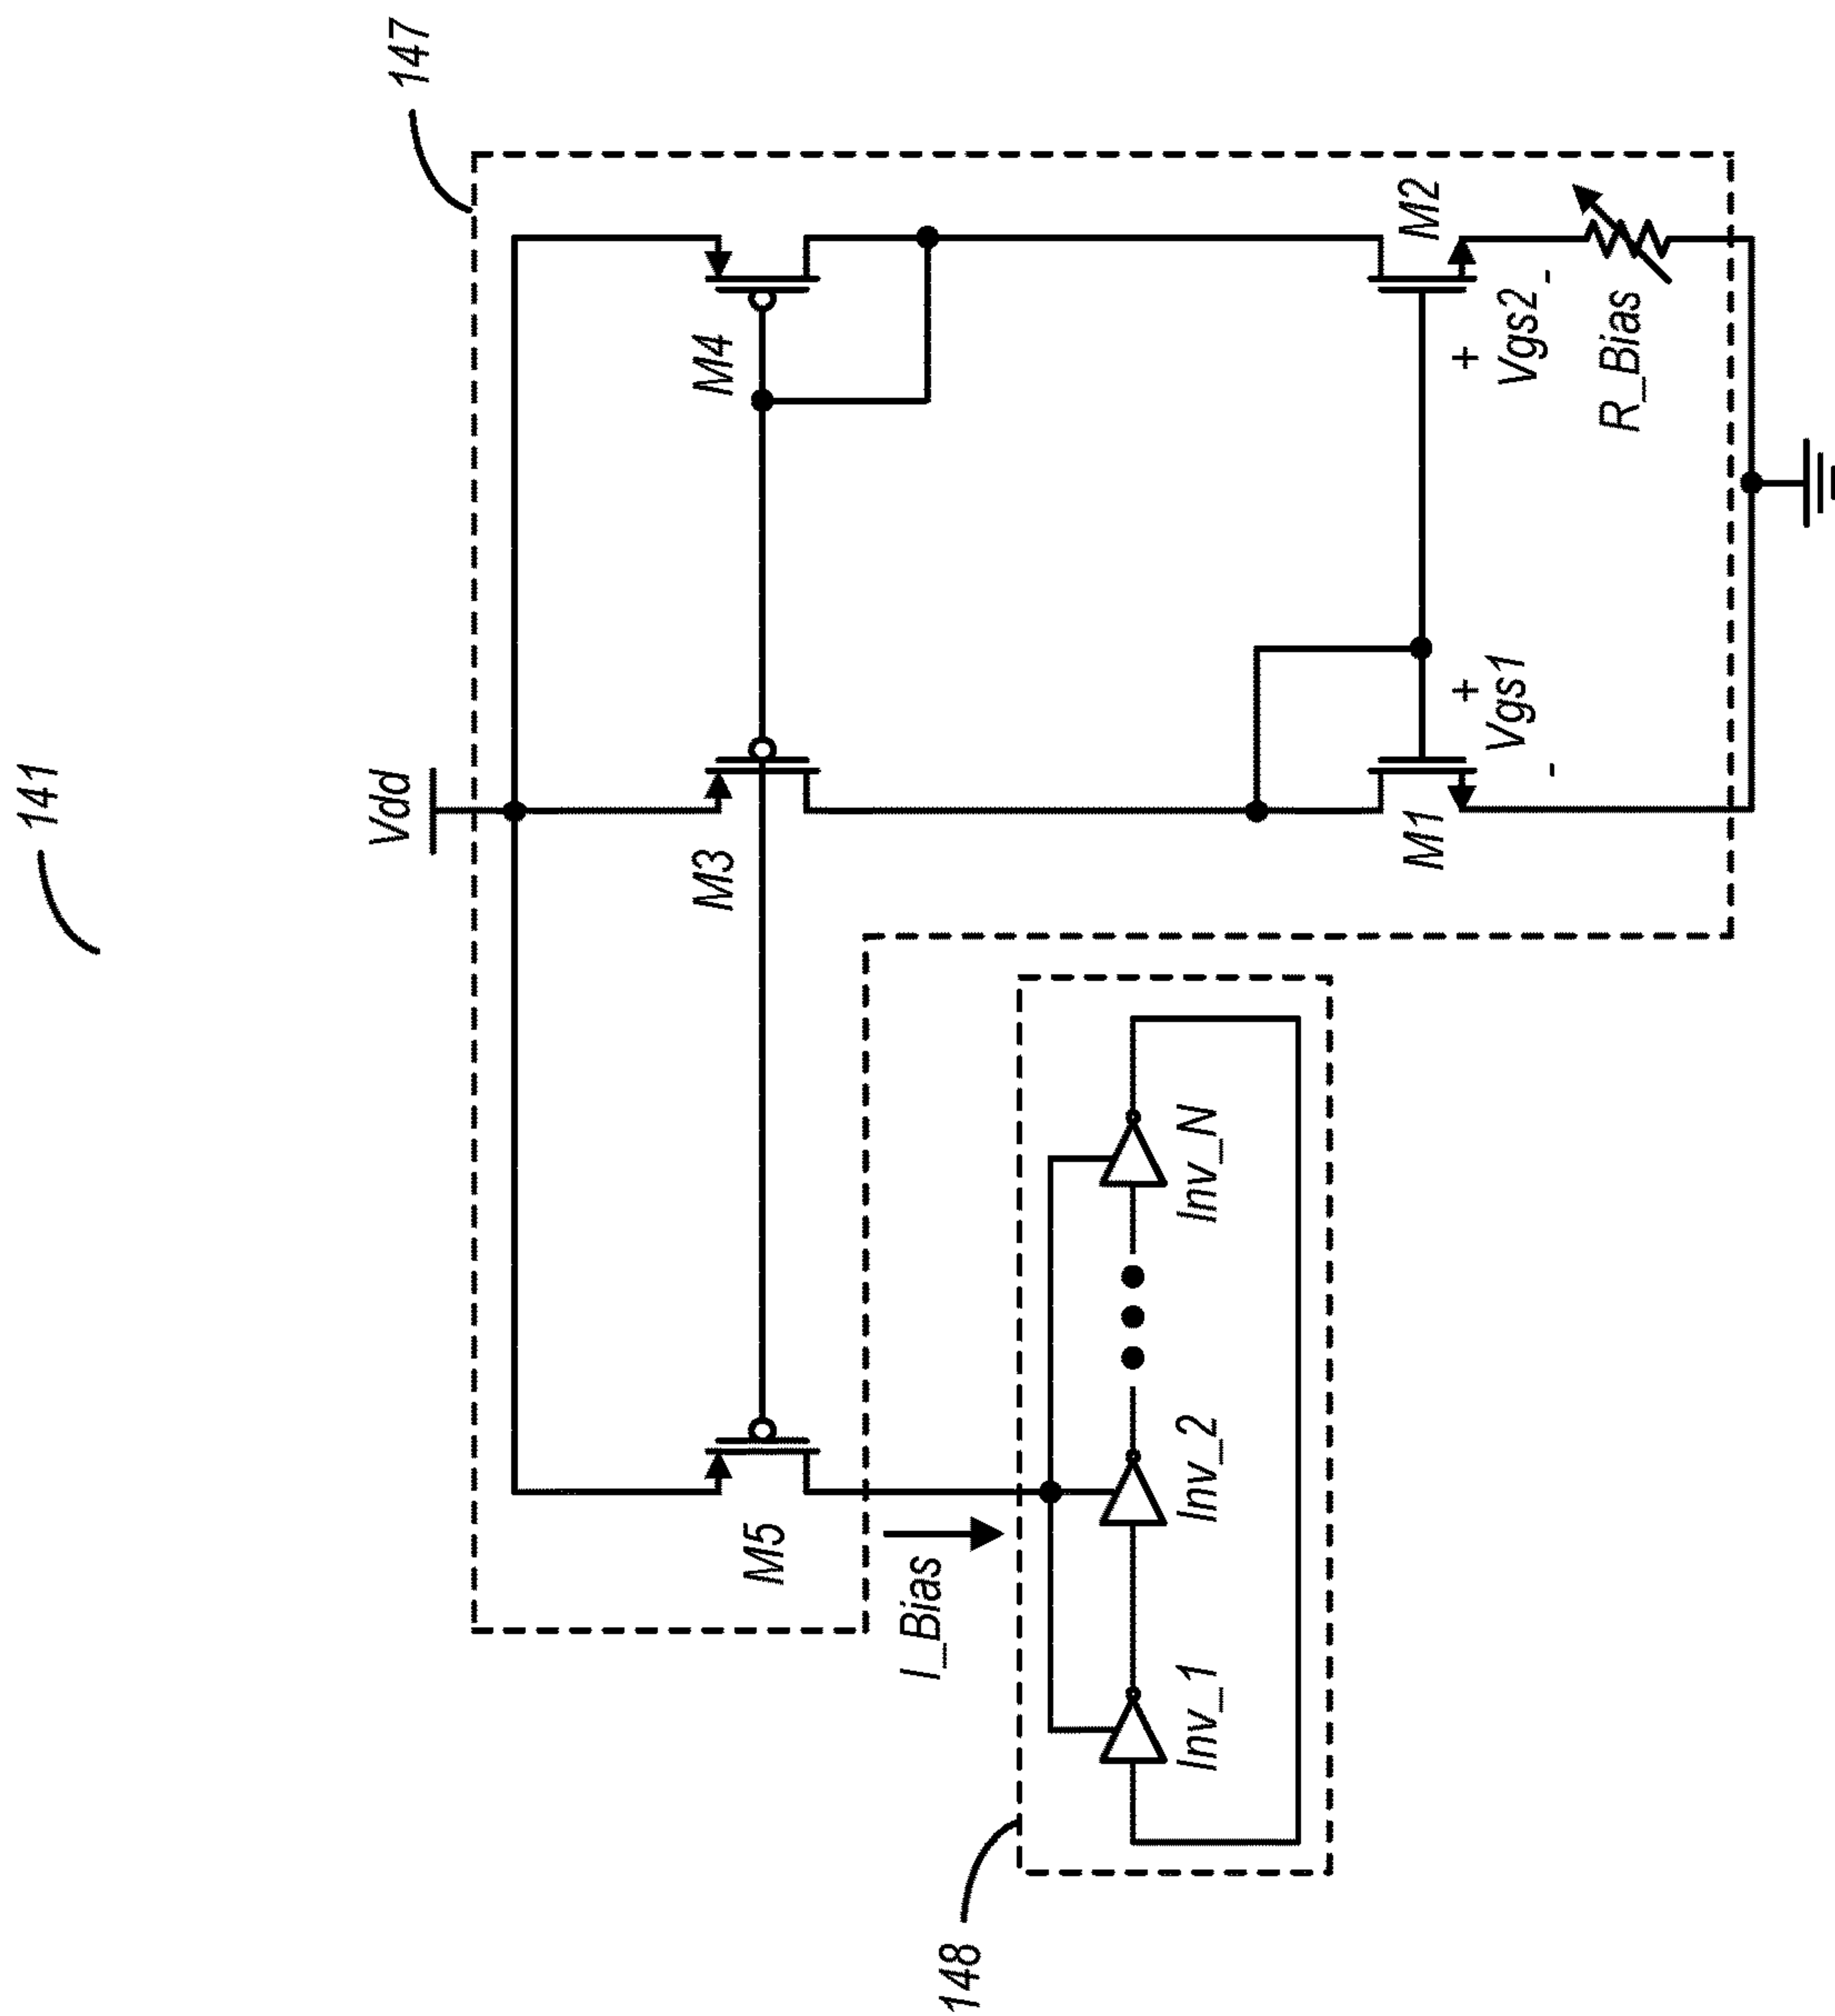 141
Vdd
147
M3
M4
M5
I_Bias
148
Inv_1
Inv_2
Inv_N
M1
M2
+
Vgs1
-
+
Vgs2
-
R_Bias